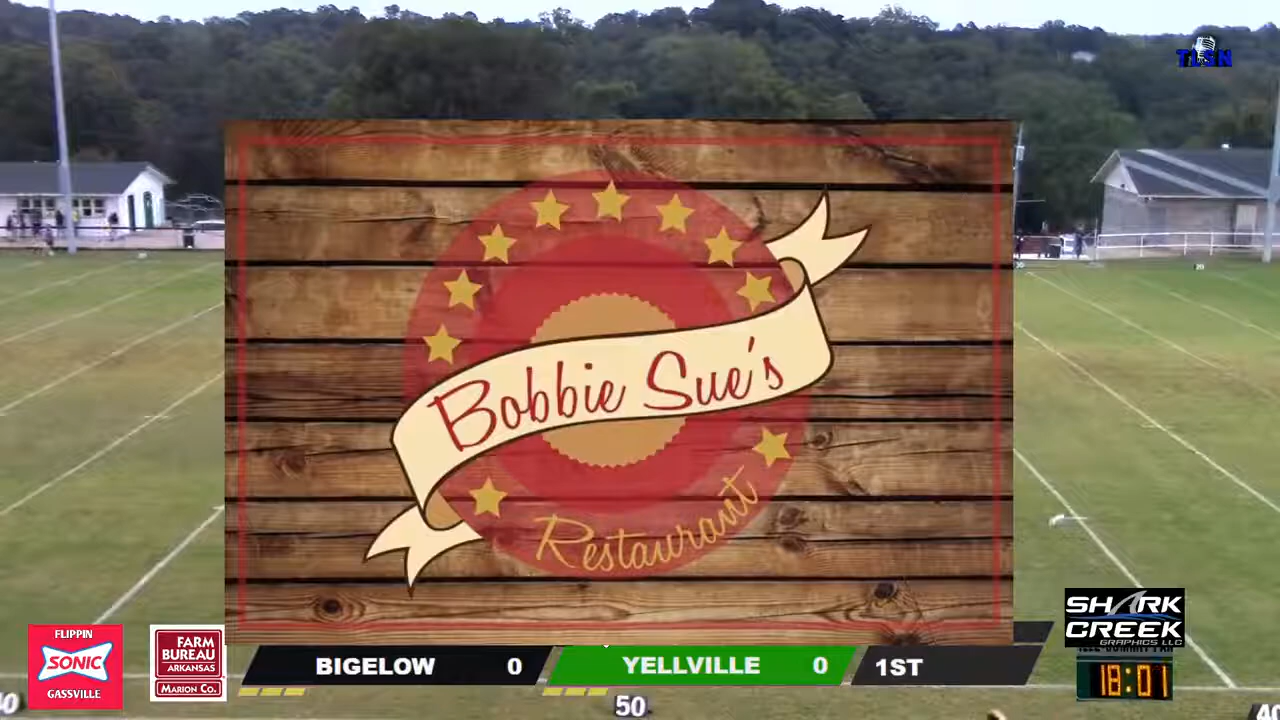 TLSN
Bobbie Sue's
Restaurant
SHARK
CREEK
GRAPHICS LLC
FLIPPIN
SONIC
GASSVILLE
FARM
BUREAU
ARKANSAS
MARION CO.
BIGELOW 0 YELLVILLE 0 1ST
18:01
50
40